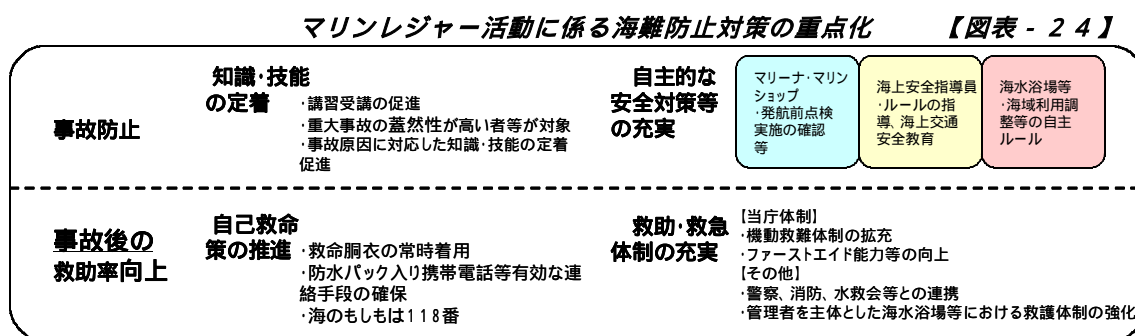 マリンレジャー活動に係る海難防止対策の重点化 【図表-24】
事故防止
知識・技能
の定着
・講習受講の促進
・重大事故の蓋然性が高い者等が対象
・事故原因に対応した知識・技能の定着
促進
自主的な
安全対策等
の充実
マリーナ・マリン
ショップ
・発航前点検
実施の確認
等
海上安全指導員
・ルールの指
導、海上交通
安全教育
海水浴場等
・海域利用調
整等の自主
ルール
事故後の
救助率向上
自己救命
策の推進
・救命胴衣の常時着用
・防水パック入り携帯電話等有効な連
絡手段の確保
・海のもしもは118番
救助・救急
体制の充実
【当庁体制】
・機動救難体制の拡充
・ファーストエイド能力等の向上
【その他】
・警察、消防、水救会等との連携
・管理者を主体とした海水浴場等における救護体制の強化